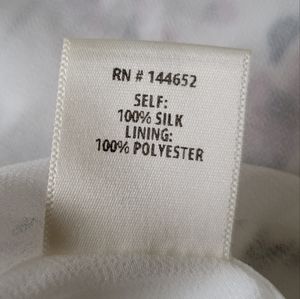 RN # 144652
SELF:
100% SILK
LINING:
100% POLYESTER